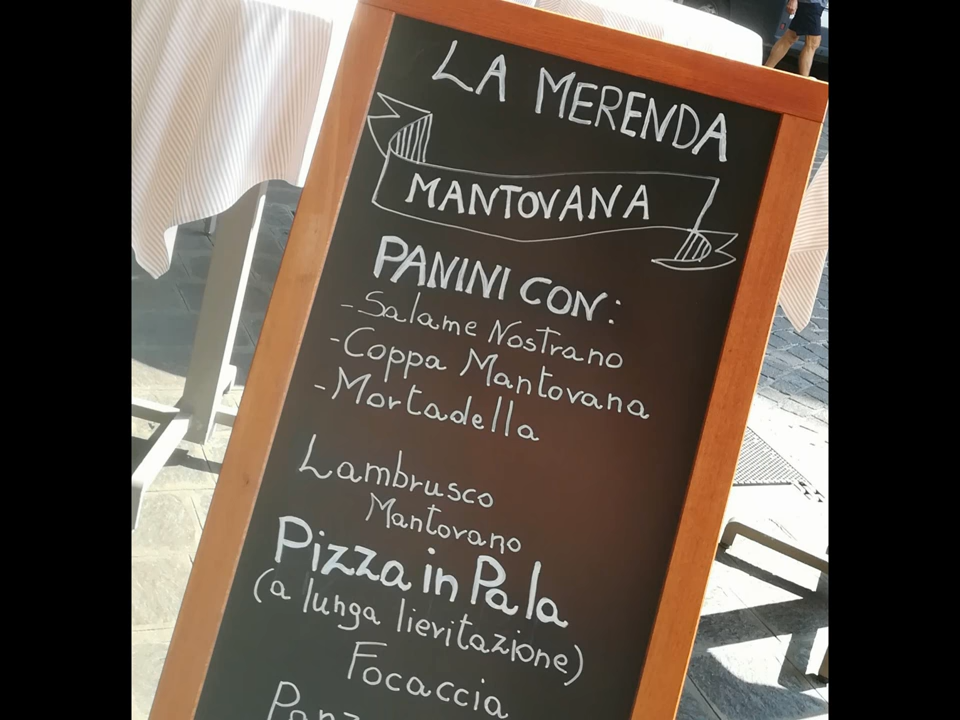 LA MERENDA
MANTOVANA
PANINI CON:
-Salame Nostrano
-Coppa Mantovana
-Mortadella
Lambrusco
Mantovano
Pizza in Pala
(a lunga lievitazione)
Focaccia